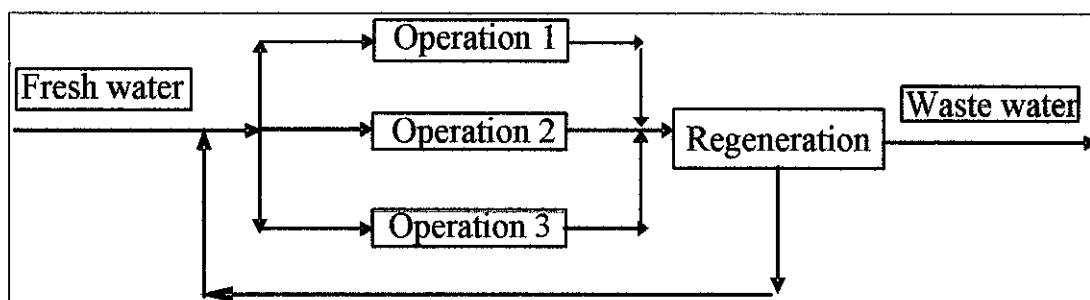 Operation 1
Fresh water
Operation 2
Operation 3
Regeneration
Waste water